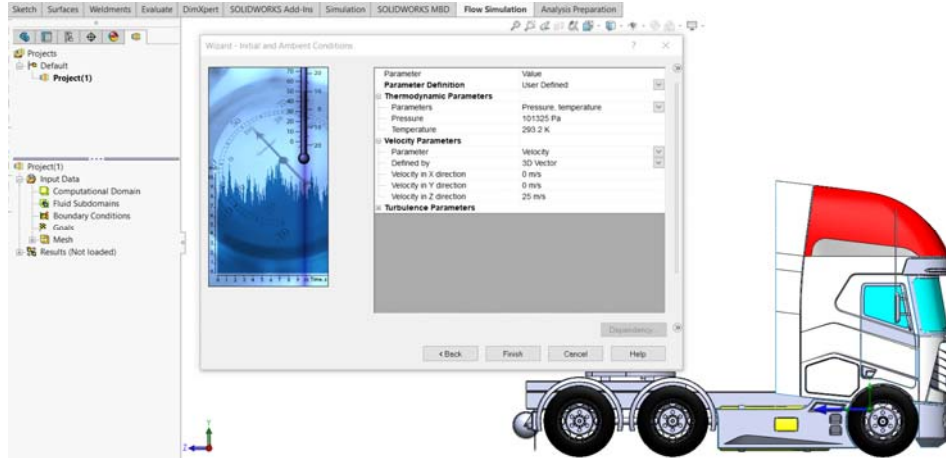 Sketch Surfaces Weldments Evaluate DimXpert SOLIDWORKS Add-Ins Simulation SOLIDWORKS MBD Flow Simulation Analysis Preparation
Projects
Default
Project(1)
Project(1)
Input Data
Computational Domain
Fluid Subdomains
Boundary Conditions
Goals
Mesh
Results (Not loaded)
Wizard - Initial and Ambient Conditions
Parameter Value
Parameter Definition User Defined
Thermodynamic Parameters
Parameters Pressure, temperature
Pressure 101325 Pa
Temperature 293.2 K
Velocity Parameters
Parameter Velocity
Defined by 3D Vector
Velocity in X direction 0 m/s
Velocity in Y direction 0 m/s
Velocity in Z direction 25 m/s
Turbulence Parameters
Dependency...
< Back Finish Cancel Help
Y
Z